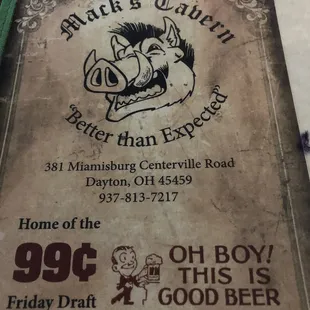 Mack's Tavern
"Better than Expected"
381 Miamisburg Centerville Road
Dayton, OH 45459
937-813-7217
Home of the
99¢
Friday Draft
OH BOY!
THIS IS
GOOD BEER